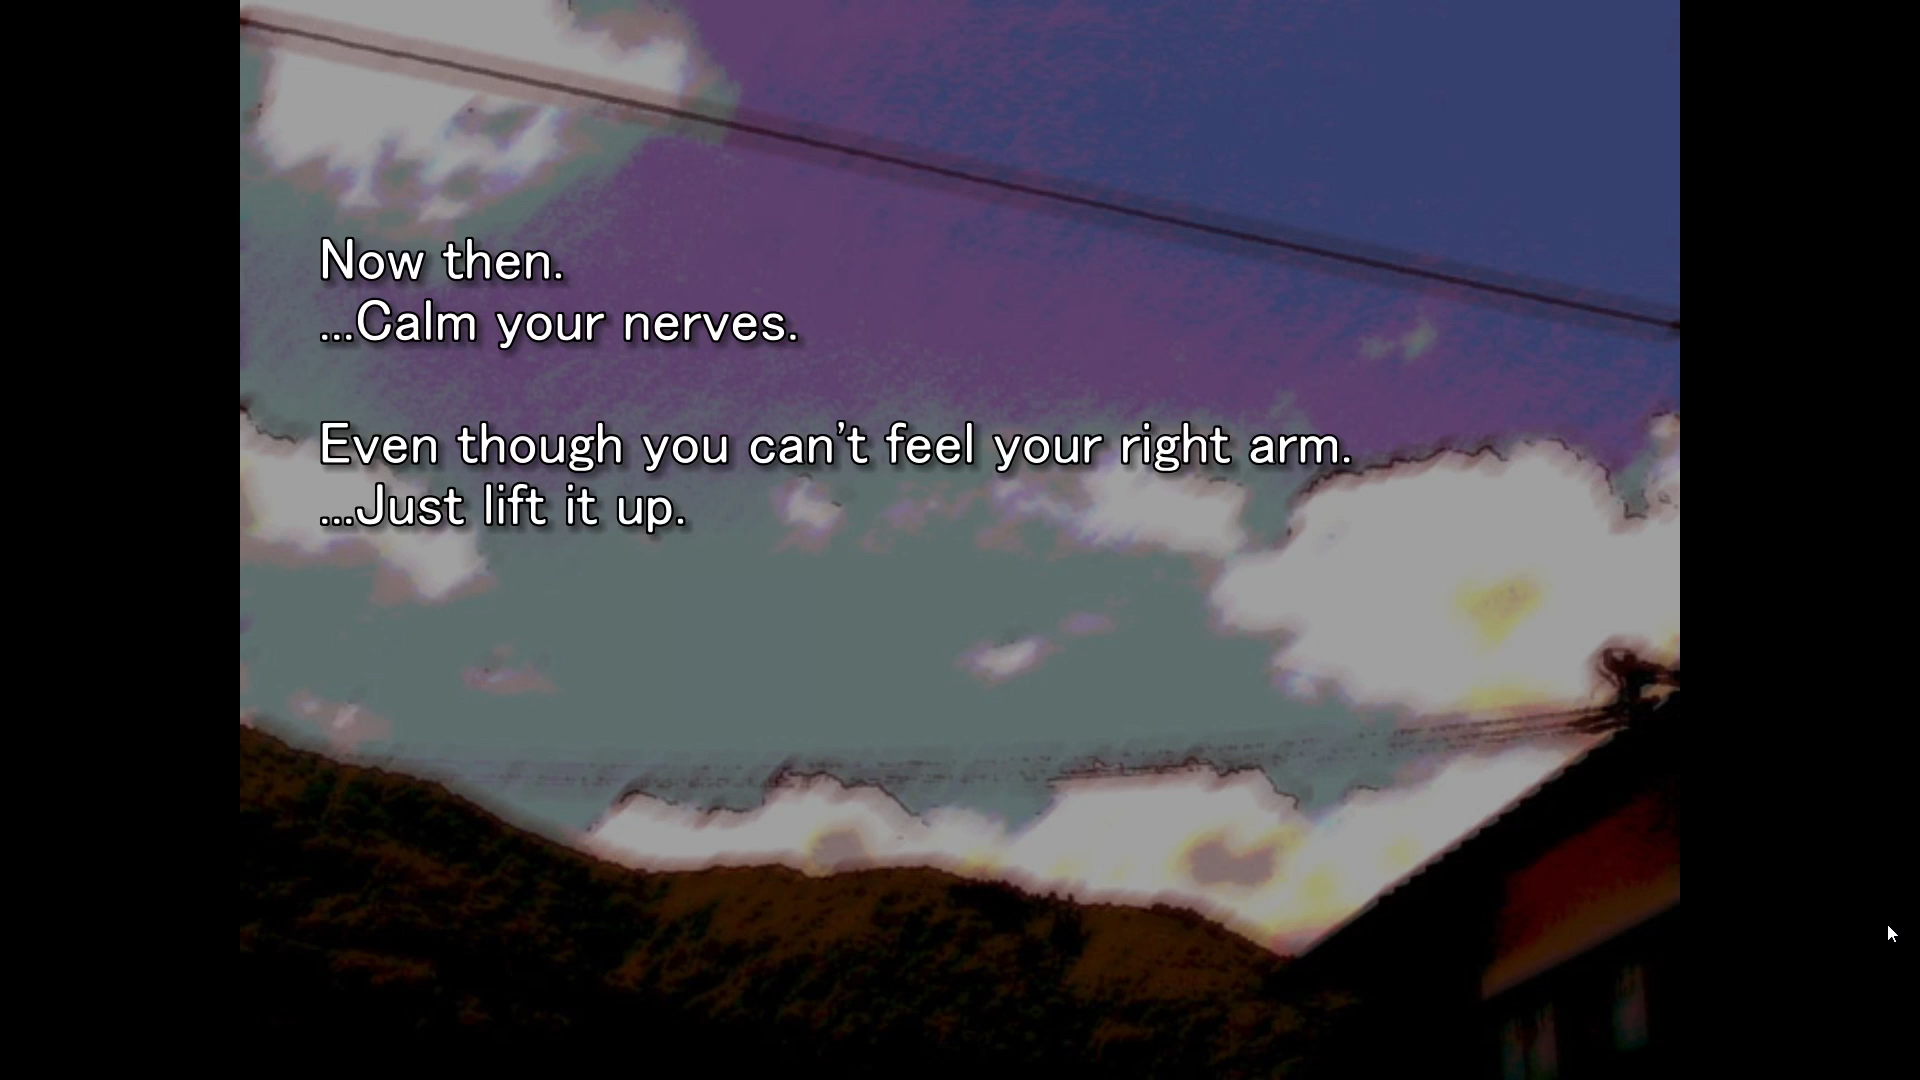 Now then.
...Calm your nerves.
Even though you can't feel your right arm.
...Just lift it up.